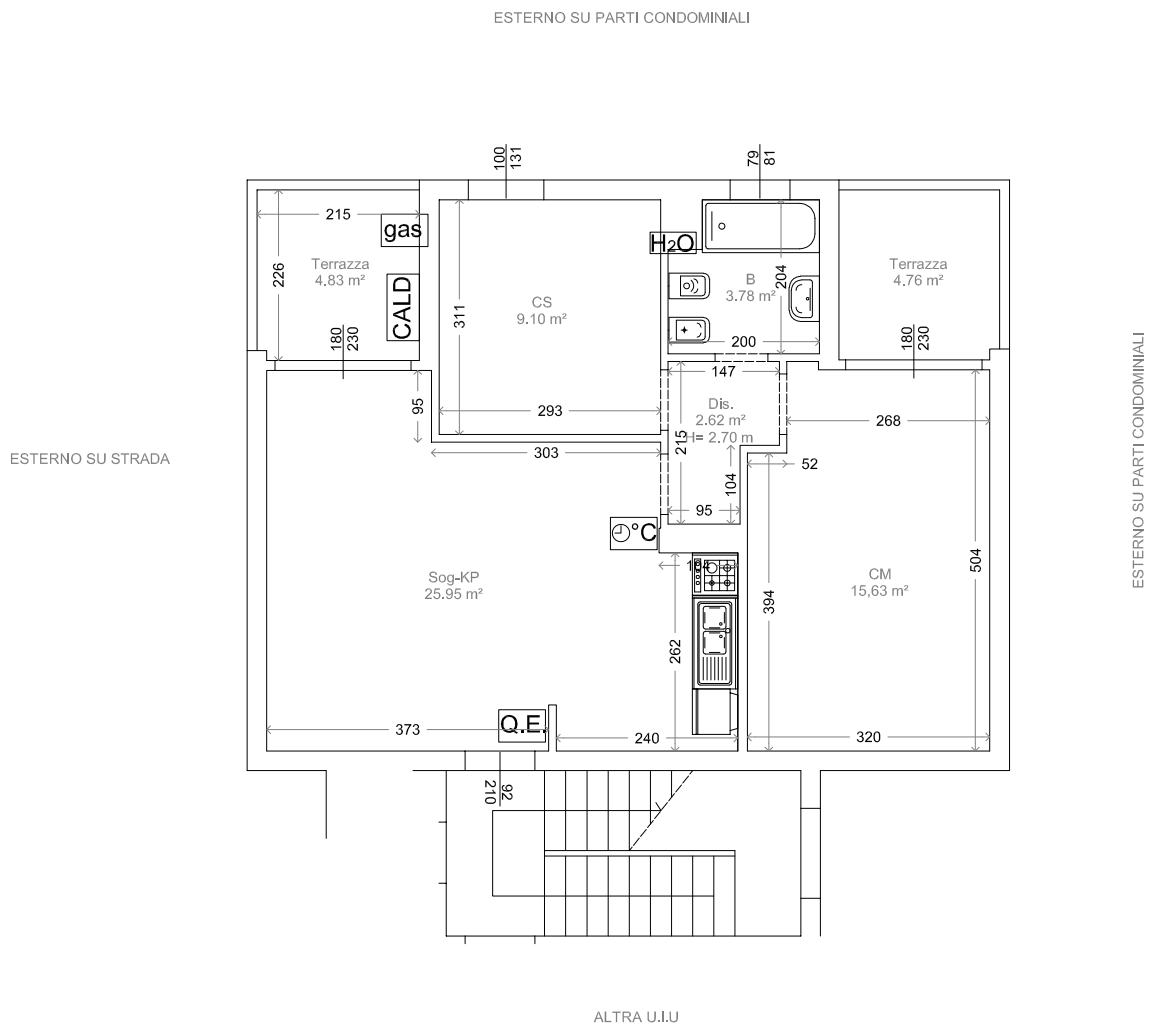 ESTERNO SU PARTI CONDOMINIALI
100
131
79
81
215
gas
H2O
Terrazza
4.83 m²
226
CALD
180
230
CS
9.10 m²
311
293
B
3.78 m²
204
200
Terrazza
4.76 m²
180
230
95
303
147
Dis.
2.62 m²
H= 2.70 m
215
104
95
268
52
ESTERNO SU STRADA
ESTERNO SU PARTI CONDOMINIALI
°C
Sog-KP
25.95 m²
262
CM
15,63 m²
394
504
373
Q.E.
240
320
92
210
ALTRA U.I.U